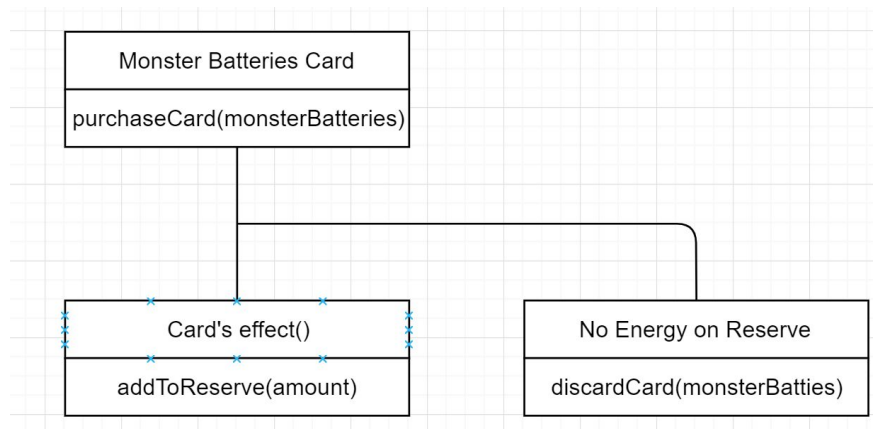 Monster Batteries Card
purchaseCard(monsterBatteries)
Card's effect()
No Energy on Reserve
addToReserve(amount)
discardCard(monsterBatties)